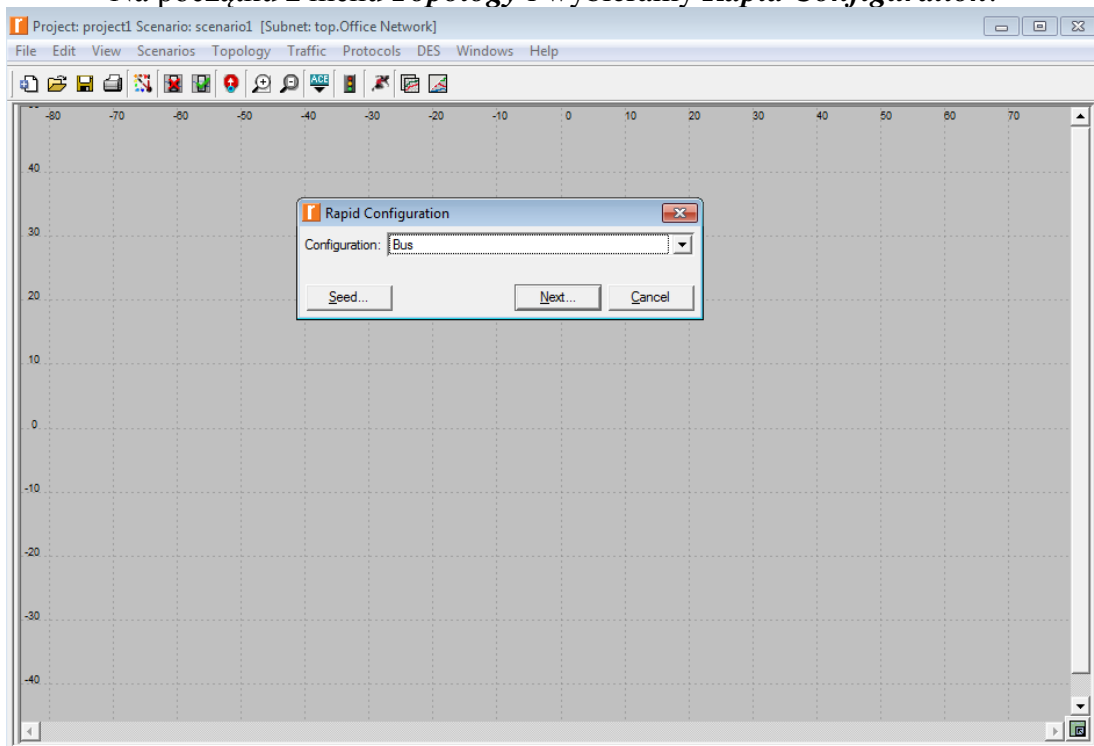 Na początku z menu Topology i wybieramy Rapid Configuration.
Project: project1 Scenario: scenario1 [Subnet: top.Office Network]
File Edit View Scenarios Topology Traffic Protocols DES Windows Help
ACE
-80 -70 -60 -50 -40 -30 -20 -10 0 10 20 30 40 50 60 70
40
Rapid Configuration
30
Configuration: Bus
20
Seed... Next... Cancel
10
0
-10
-20
-30
-40